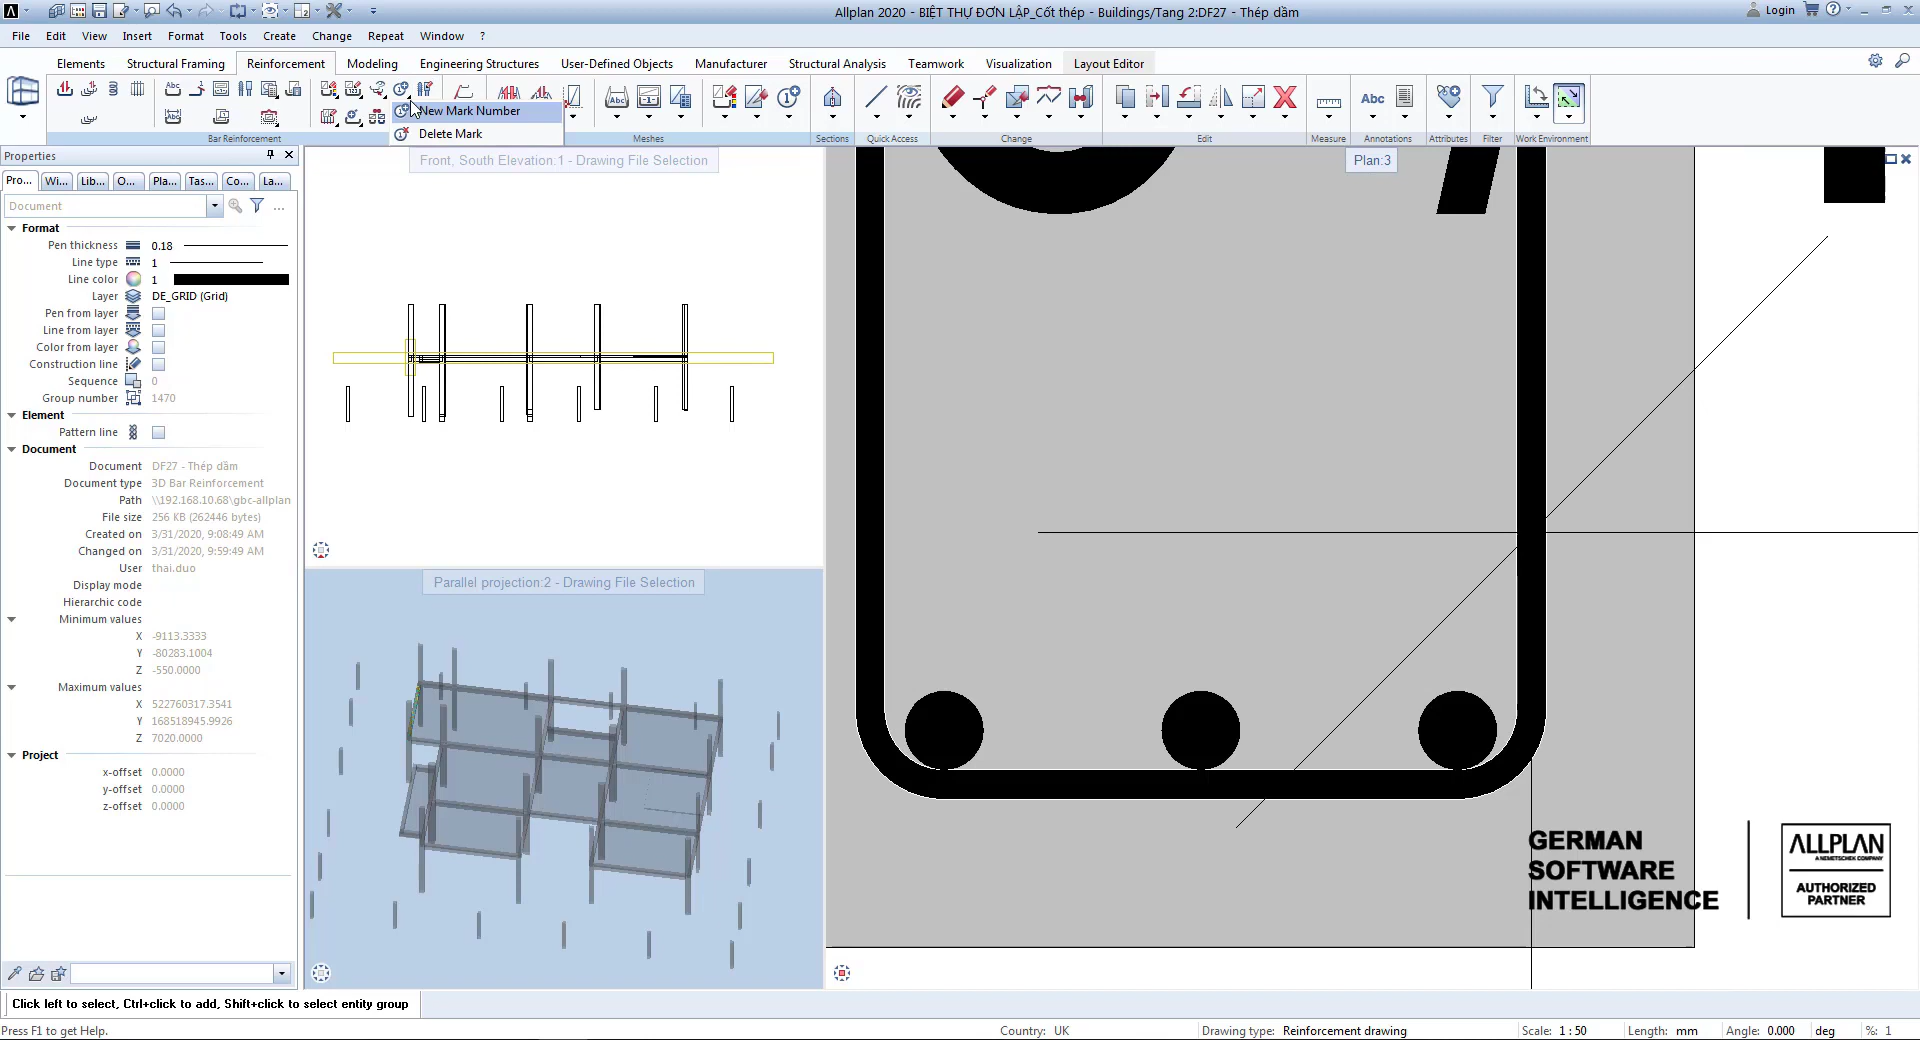 Allplan 2020 - BIỆT THỰ ĐƠN LẬP_Cốt thép - Buildings/Tang 2:DF27 - Thép dầm
Login
File Edit View Insert Format Tools Create Change Repeat Window ?
Elements Structural Framing Reinforcement Modeling Engineering Structures User-Defined Objects Manufacturer Structural Analysis Teamwork Visualization Layout Editor
New Mark Number
Delete Mark
Bar Reinforcement Meshes Sections Quick Access Change Edit Measure Annotations Attributes Filter Work Environment
Properties
Pro... Wi... Lib... O... Pla... Tas... Co... La...
Document
Format
Pen thickness 0.18
Line type 1
Line color 1
Layer DE_GRID (Grid)
Pen from layer
Line from layer
Color from layer
Construction line
Sequence 0
Group number 1470
Element
Pattern line
Document
Document DF27 - Thép dầm
Document type 3D Bar Reinforcement
Path \\192.168.10.68\gbc-allplan
File size 256 KB (262446 bytes)
Created on 3/31/2020, 9:08:49 AM
Changed on 3/31/2020, 9:59:49 AM
User thai.duo
Display mode
Hierarchic code
Minimum values
X -9113.3333
Y -80283.1004
Z -550.0000
Maximum values
X 522760317.3541
Y 168518945.9926
Z 7020.0000
Project
x-offset 0.0000
y-offset 0.0000
z-offset 0.0000
Front, South Elevation:1 - Drawing File Selection
Parallel projection:2 - Drawing File Selection
Plan:3
GERMAN
SOFTWARE
INTELLIGENCE
ALLPLAN
A NEMETSCHEK COMPANY
AUTHORIZED
PARTNER
Click left to select, Ctrl+click to add, Shift+click to select entity group
Press F1 to get Help.
Country: UK
Drawing type: Reinforcement drawing
Scale: 1 : 50
Length: mm
Angle: 0.000 deg
%: 1